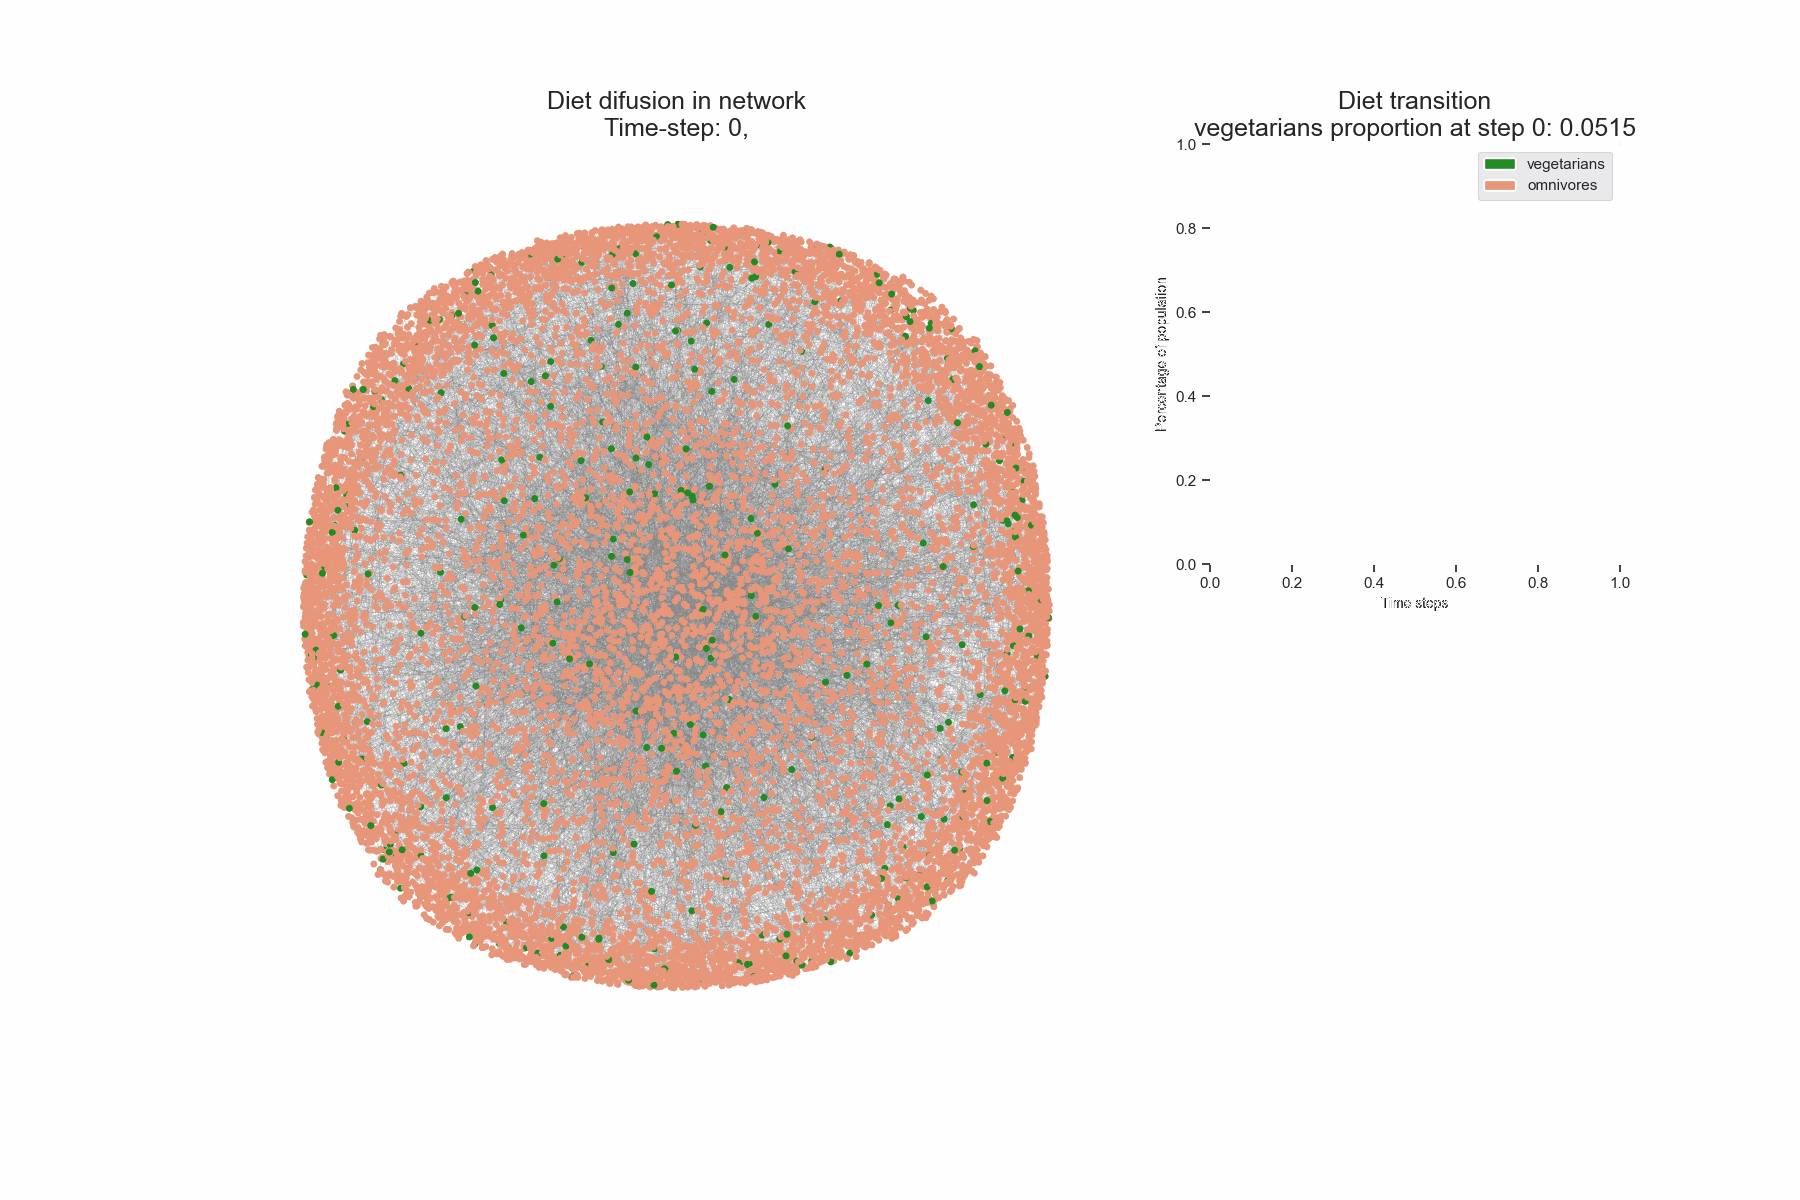 Diet difusion in network
Time-step: 0,
Diet transition
vegetarians proportion at step 0: 0.0515
vegetarians
omnivores
1.0
0.8
0.6
0.4
0.2
0.0
Percentage of population
0.0 0.2 0.4 0.6 0.8 1.0
Time steps